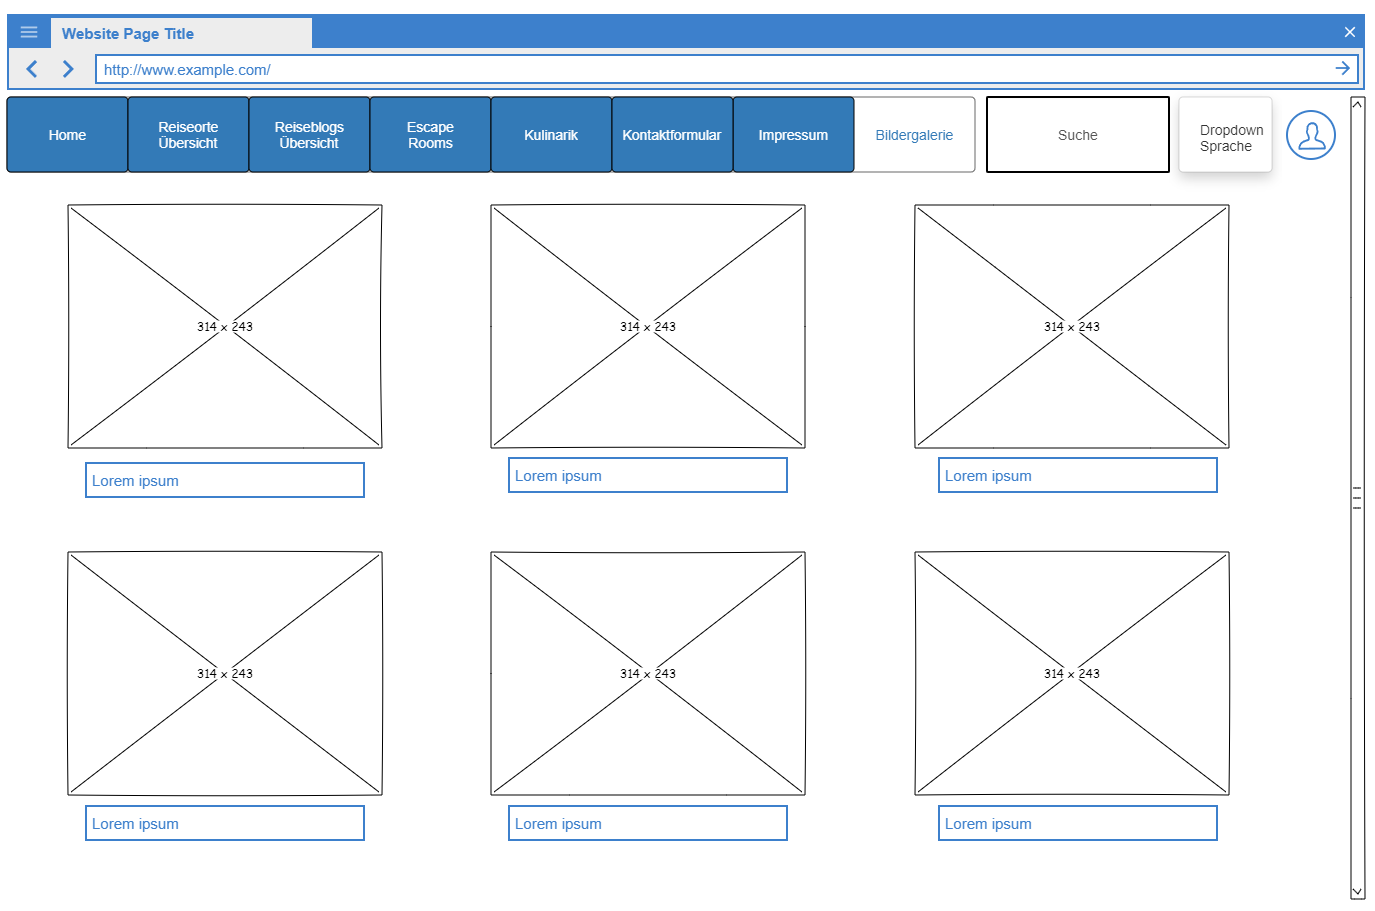 Website Page Title
http://www.example.com/
Home
Reiseorte
Übersicht
Reiseblogs
Übersicht
Escape
Rooms
Kulinarik
Kontaktformular
Impressum
Bildergalerie
Suche
Dropdown
Sprache
314 x 243
314 x 243
314 x 243
Lorem ipsum
Lorem ipsum
Lorem ipsum
314 x 243
314 x 243
314 x 243
Lorem ipsum
Lorem ipsum
Lorem ipsum